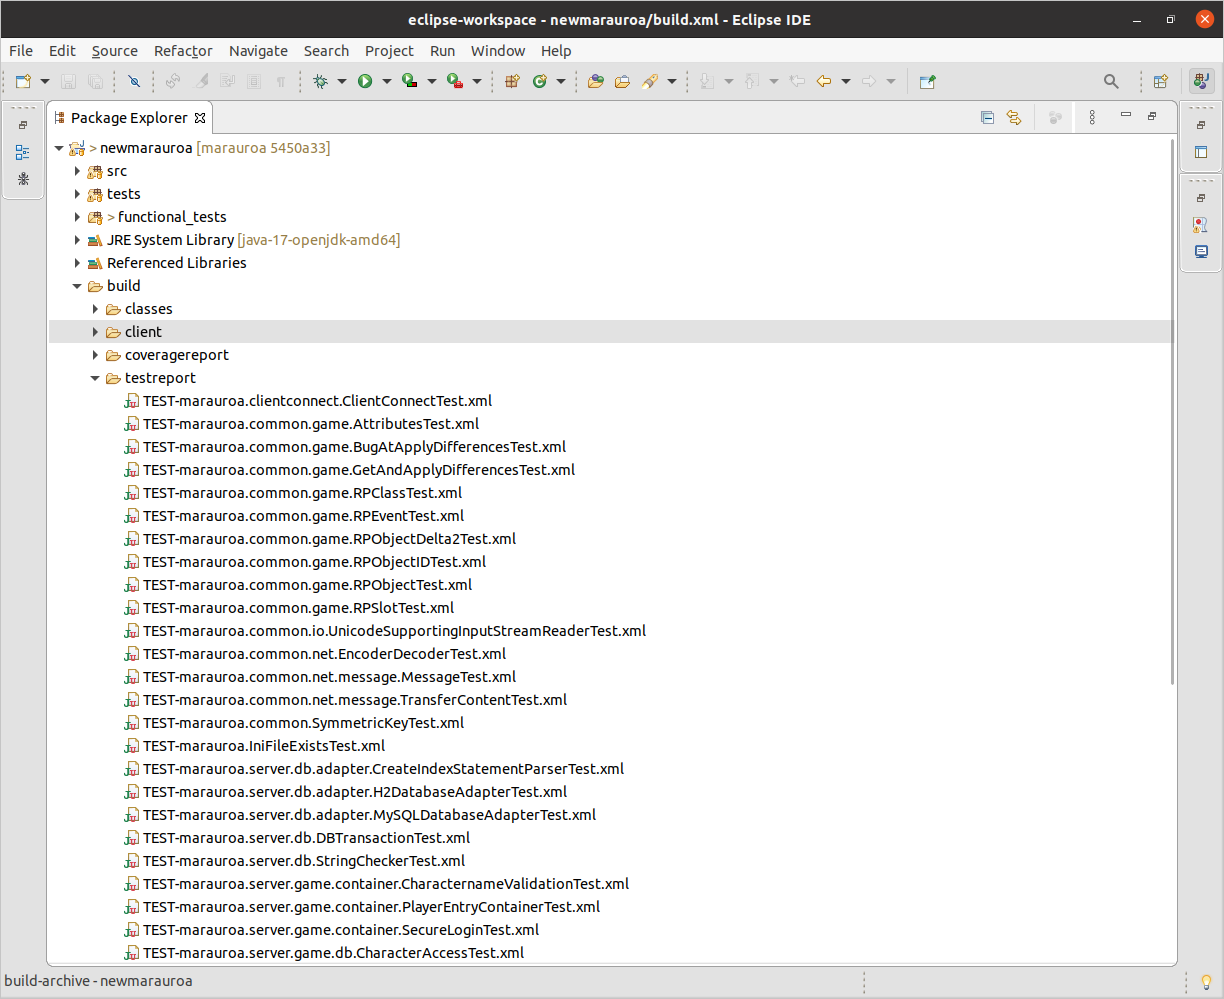 eclipse-workspace - newmarauroa/build.xml - Eclipse IDE
File Edit Source Refactor Navigate Search Project Run Window Help
Package Explorer
> newmarauroa [marauroa 5450a33]
src
tests
> functional_tests
JRE System Library [java-17-openjdk-amd64]
Referenced Libraries
build
classes
client
coveragereport
testreport
TEST-marauroa.clientconnect.ClientConnectTest.xml
TEST-marauroa.common.game.AttributesTest.xml
TEST-marauroa.common.game.BugAtApplyDifferencesTest.xml
TEST-marauroa.common.game.GetAndApplyDifferencesTest.xml
TEST-marauroa.common.game.RPClassTest.xml
TEST-marauroa.common.game.RPEventTest.xml
TEST-marauroa.common.game.RPObjectDelta2Test.xml
TEST-marauroa.common.game.RPObjectIDTest.xml
TEST-marauroa.common.game.RPObjectTest.xml
TEST-marauroa.common.game.RPSlotTest.xml
TEST-marauroa.common.io.UnicodeSupportingInputStreamReaderTest.xml
TEST-marauroa.common.net.EncoderDecoderTest.xml
TEST-marauroa.common.net.message.MessageTest.xml
TEST-marauroa.common.net.message.TransferContentTest.xml
TEST-marauroa.common.SymmetricKeyTest.xml
TEST-marauroa.IniFileExistsTest.xml
TEST-marauroa.server.db.adapter.CreateIndexStatementParserTest.xml
TEST-marauroa.server.db.adapter.H2DatabaseAdapterTest.xml
TEST-marauroa.server.db.adapter.MySQLDatabaseAdapterTest.xml
TEST-marauroa.server.db.DBTransactionTest.xml
TEST-marauroa.server.db.StringCheckerTest.xml
TEST-marauroa.server.game.container.CharacternameValidationTest.xml
TEST-marauroa.server.game.container.PlayerEntryContainerTest.xml
TEST-marauroa.server.game.container.SecureLoginTest.xml
TEST-marauroa.server.game.db.CharacterAccessTest.xml
build-archive - newmarauroa